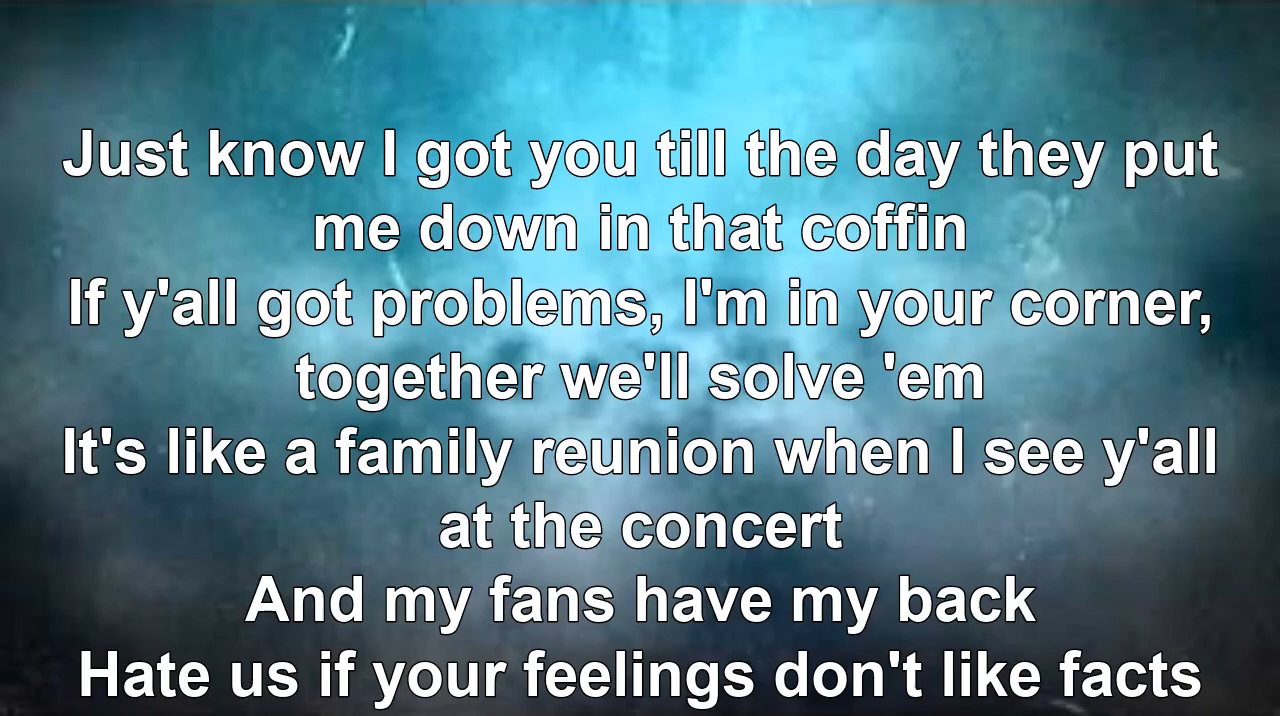 Just know I got you till the day they put
me down in that coffin
If y'all got problems, I'm in your corner,
together we'll solve 'em
It's like a family reunion when I see y'all
at the concert
And my fans have my back
Hate us if your feelings don't like facts